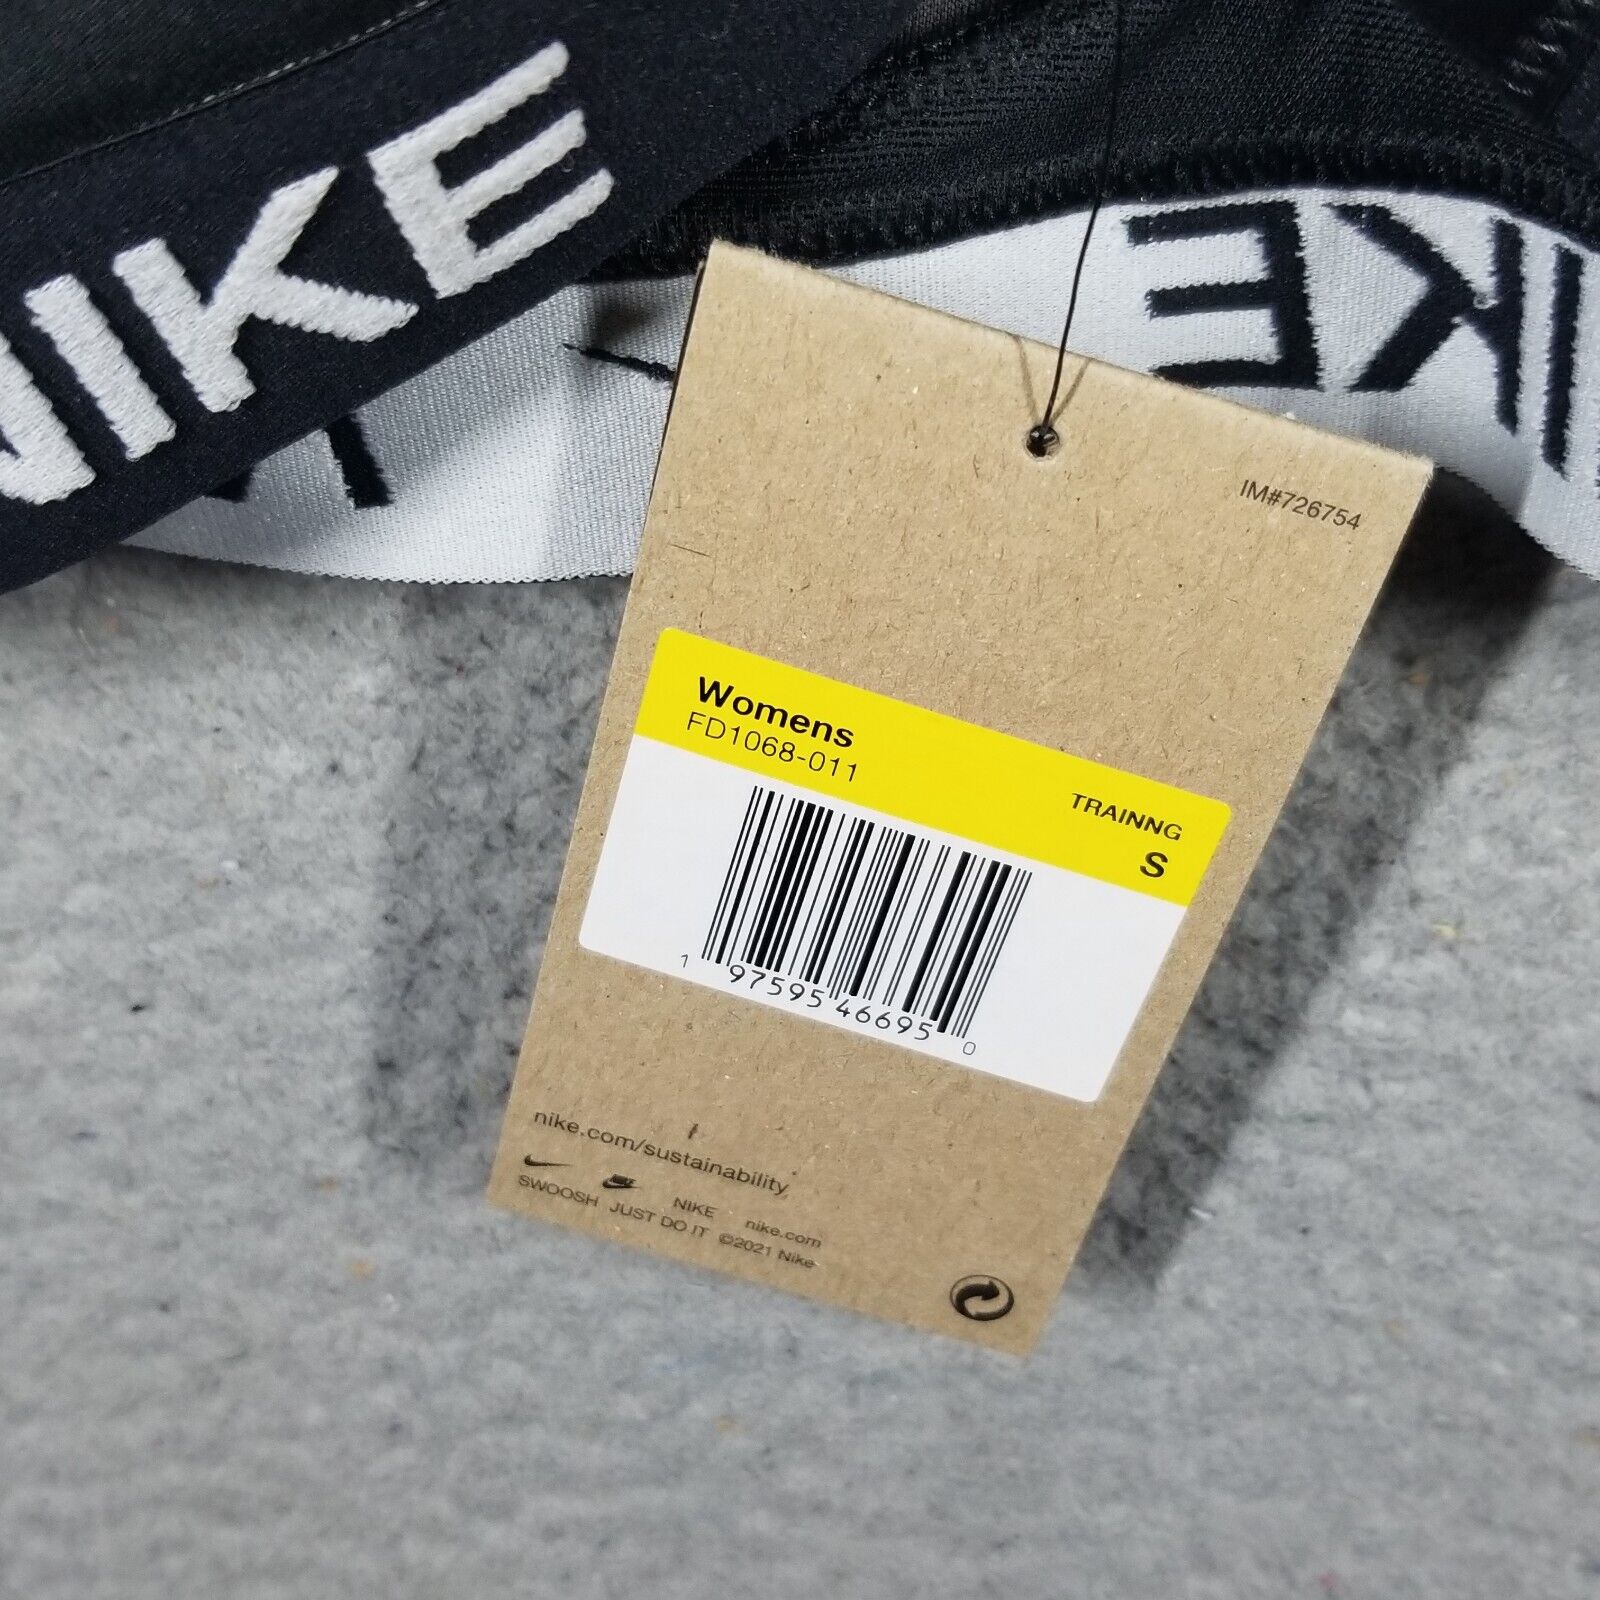 NIKE
NIKE
IM#726754
Womens
FD1068-011
TRAINNG
S
1 97595 46695 0
nike.com/sustainability
NIKE nike.com
SWOOSH JUST DO IT ©2021 Nike